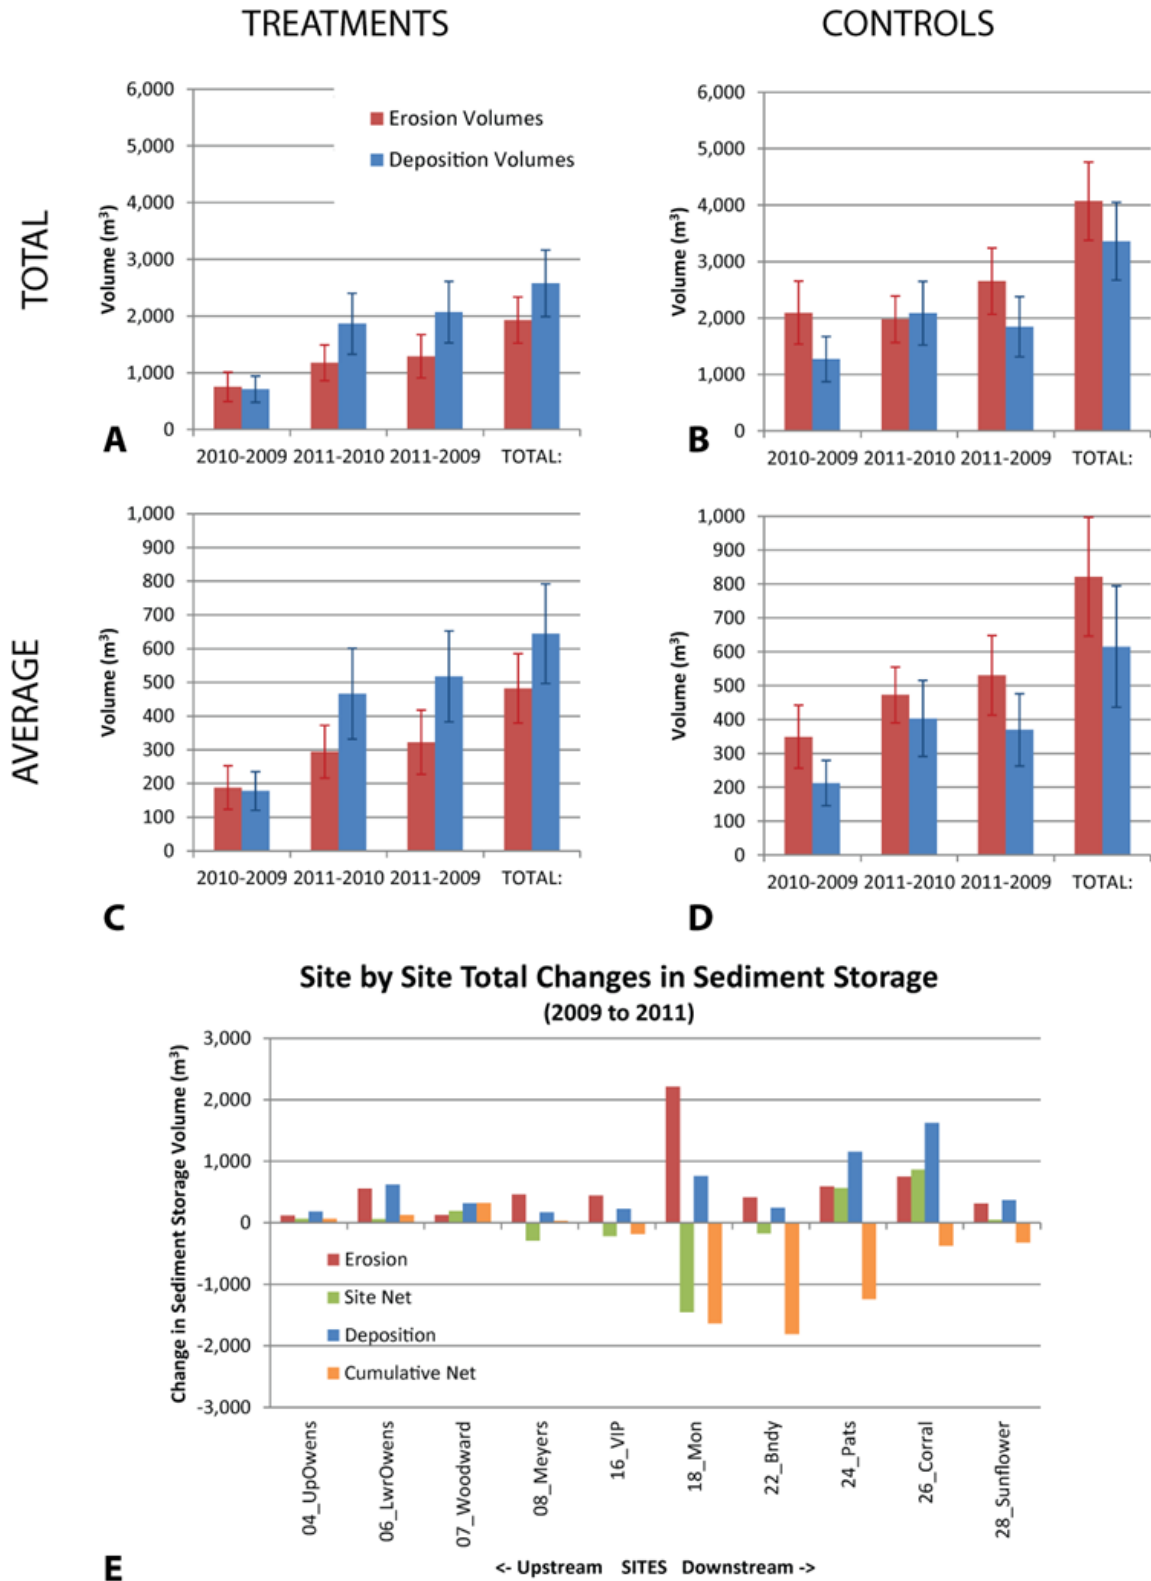 TREATMENTS
CONTROLS
TOTAL
Volume (m³)
6,000
5,000
4,000
3,000
2,000
1,000
0
Erosion Volumes
Deposition Volumes
2010-2009 2011-2010 2011-2009 TOTAL:
A
Volume (m³)
6,000
5,000
4,000
3,000
2,000
1,000
0
2010-2009 2011-2010 2011-2009 TOTAL:
B
AVERAGE
Volume (m³)
1,000
900
800
700
600
500
400
300
200
100
0
2010-2009 2011-2010 2011-2009 TOTAL:
C
Volume (m³)
1,000
900
800
700
600
500
400
300
200
100
0
2010-2009 2011-2010 2011-2009 TOTAL:
D
Site by Site Total Changes in Sediment Storage
(2009 to 2011)
Change in Sediment Storage Volume (m³)
3,000
2,000
1,000
0
-1,000
-2,000
-3,000
Erosion
Site Net
Deposition
Cumulative Net
04_UpOwens
06_LwrOwens
07_Woodward
08_Meyers
16_VIP
18_Mon
22_Bndy
24_Pats
26_Corral
28_Sunflower
<- Upstream SITES Downstream ->
E